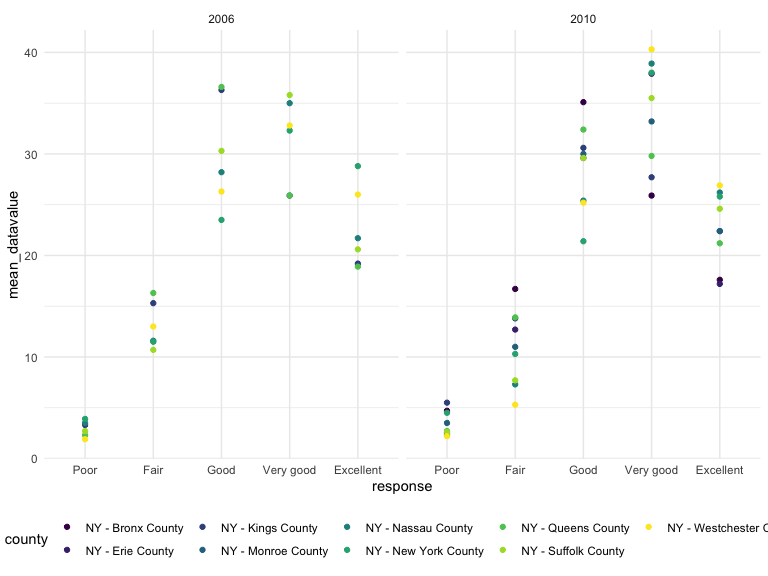 2006 2010
40
30
20
10
0
mean_datavalue
Poor Fair Good Very good Excellent Poor Fair Good Very good Excellent
response
county
NY - Bronx County NY - Kings County NY - Nassau County NY - Queens County NY - Westchester C
NY - Erie County NY - Monroe County NY - New York County NY - Suffolk County